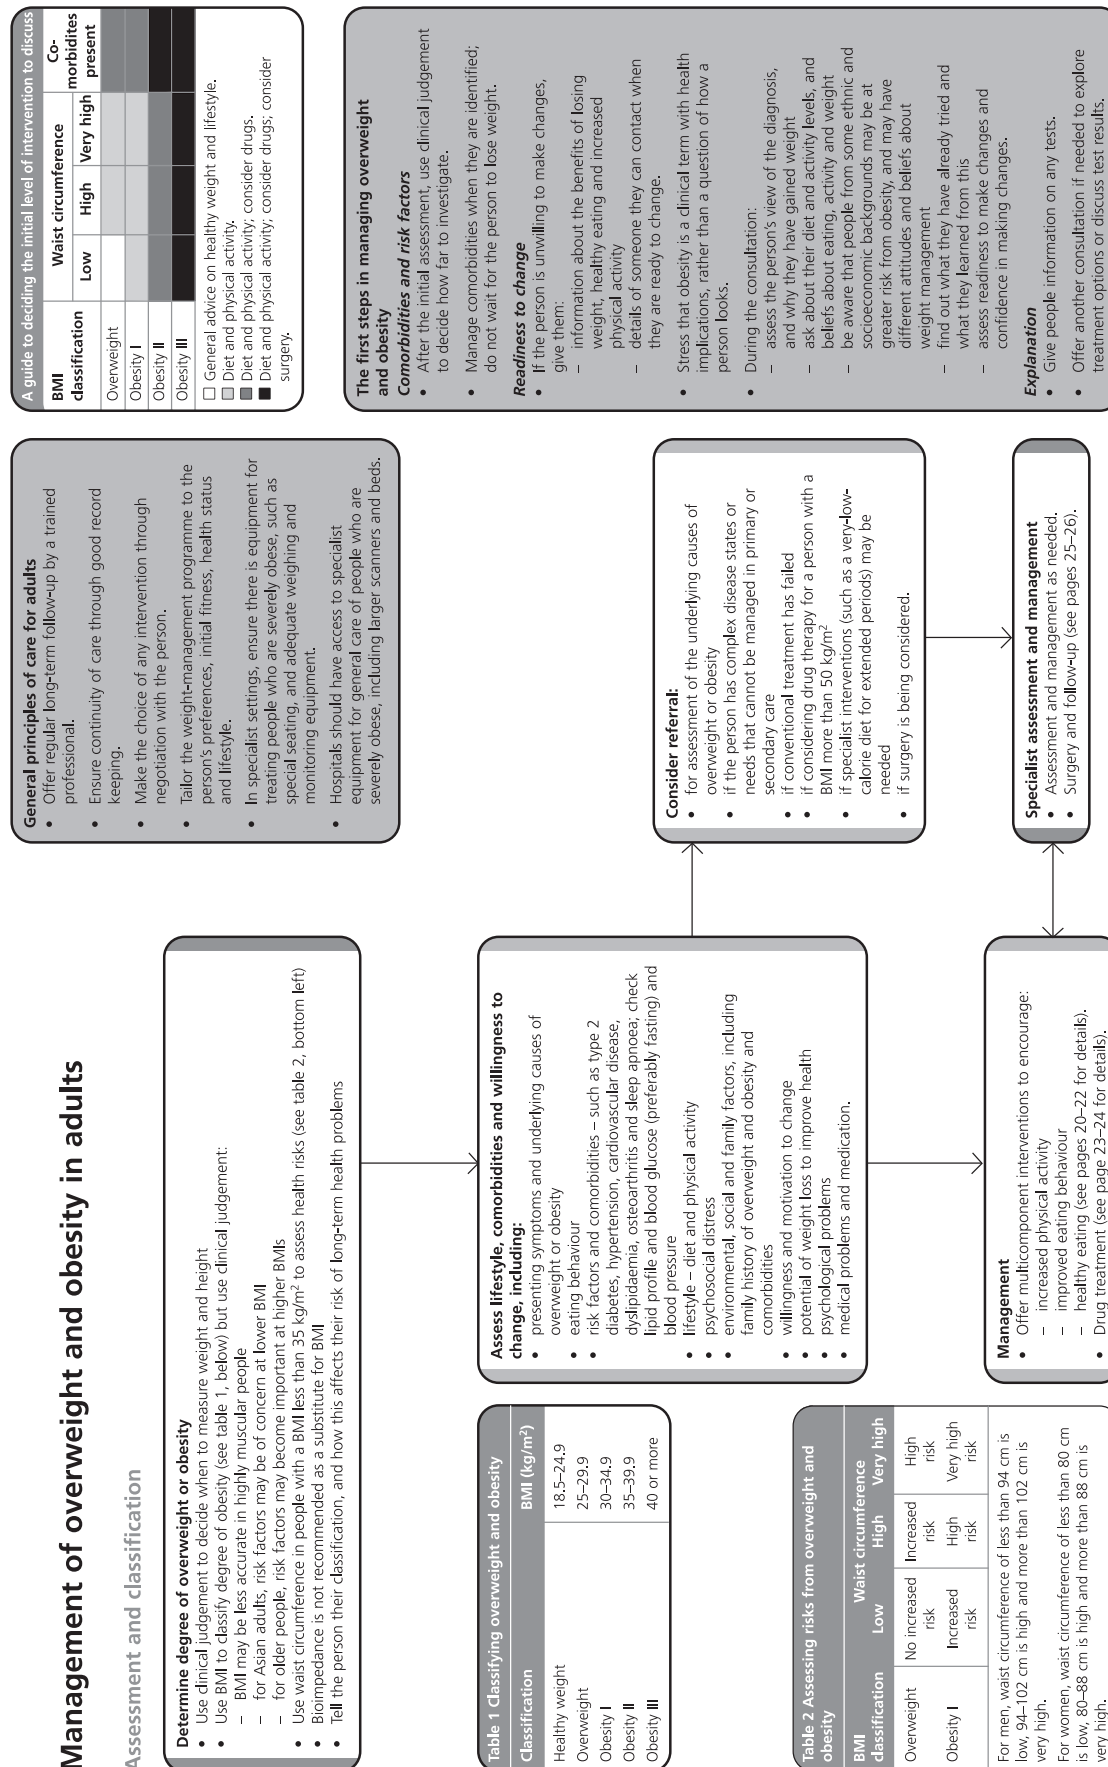 Management of overweight and obesity in adults
Assessment and classification
Determine degree of overweight or obesity
• Use clinical judgement to decide when to measure weight and height
• Use BMI to classify degree of obesity (see table 1, below) but use clinical judgement:
– BMI may be less accurate in highly muscular people
– for Asian adults, risk factors may be of concern at lower BMI
– for older people, risk factors may become important at higher BMIs
• Use waist circumference in people with a BMI less than 35 kg/m² to assess health risks (see table 2, bottom left)
• Bioimpedance is not recommended as a substitute for BMI
• Tell the person their classification, and how this affects their risk of long-term health problems
Table 1 Classifying overweight and obesity
Classification BMI (kg/m²)
Healthy weight 18.5–24.9
Overweight 25–29.9
Obesity I 30–34.9
Obesity II 35–39.9
Obesity III 40 or more
Table 2 Assessing risks from overweight and
obesity
BMI Waist circumference
classification Low High Very high
Overweight No increased Increased High
risk risk risk
Obesity I Increased High Very high
risk risk risk
For men, waist circumference of less than 94 cm is
low, 94–102 cm is high and more than 102 cm is
very high.
For women, waist circumference of less than 80 cm
is low, 80–88 cm is high and more than 88 cm is
very high.
Assess lifestyle, comorbidities and willingness to
change, including:
• presenting symptoms and underlying causes of
overweight or obesity
• eating behaviour
• risk factors and comorbidities – such as type 2
diabetes, hypertension, cardiovascular disease,
dyslipidaemia, osteoarthritis and sleep apnoea; check
lipid profile and blood glucose (preferably fasting) and
blood pressure
• lifestyle – diet and physical activity
• psychosocial distress
• environmental, social and family factors, including
family history of overweight and obesity and
comorbidities
• willingness and motivation to change
• potential of weight loss to improve health
• psychological problems
• medical problems and medication.
Management
• Offer multicomponent interventions to encourage:
– increased physical activity
– improved eating behaviour
– healthy eating (see pages 20–22 for details).
• Drug treatment (see page 23–24 for details).
General principles of care for adults
• Offer regular long-term follow-up by a trained
professional.
• Ensure continuity of care through good record
keeping.
• Make the choice of any intervention through
negotiation with the person.
• Tailor the weight-management programme to the
person's preferences, initial fitness, health status
and lifestyle.
• In specialist settings, ensure there is equipment for
treating people who are severely obese, such as
special seating, and adequate weighing and
monitoring equipment.
• Hospitals should have access to specialist
equipment for general care of people who are
severely obese, including larger scanners and beds.
Consider referral:
• for assessment of the underlying causes of
overweight or obesity
• if the person has complex disease states or
needs that cannot be managed in primary or
secondary care
• if conventional treatment has failed
• if considering drug therapy for a person with a
BMI more than 50 kg/m²
• if specialist interventions (such as a very-low-
calorie diet for extended periods) may be
needed
• if surgery is being considered.
Specialist assessment and management
• Assessment and management as needed.
• Surgery and follow-up (see pages 25–26).
A guide to deciding the initial level of intervention to discuss
BMI Waist circumference Co-
classification Low High Very high morbidites
present
Overweight
Obesity I
Obesity II
Obesity III
General advice on healthy weight and lifestyle.
Diet and physical activity.
Diet and physical activity; consider drugs.
Diet and physical activity; consider drugs; consider
surgery.
The first steps in managing overweight
and obesity
Comorbidities and risk factors
• After the initial assessment, use clinical judgement
to decide how far to investigate.
• Manage comorbidities when they are identified;
do not wait for the person to lose weight.
Readiness to change
• If the person is unwilling to make changes,
give them:
– information about the benefits of losing
weight, healthy eating and increased
physical activity
– details of someone they can contact when
they are ready to change.
• Stress that obesity is a clinical term with health
implications, rather than a question of how a
person looks.
• During the consultation:
– assess the person's view of the diagnosis,
and why they have gained weight
– ask about their diet and activity levels, and
beliefs about eating, activity and weight
– be aware that people from some ethnic and
socioeconomic backgrounds may be at
greater risk from obesity, and may have
different attitudes and beliefs about
weight management
– find out what they have already tried and
what they learned from this
– assess readiness to make changes and
confidence in making changes.
Explanation
• Give people information on any tests.
• Offer another consultation if needed to explore
treatment options or discuss test results.